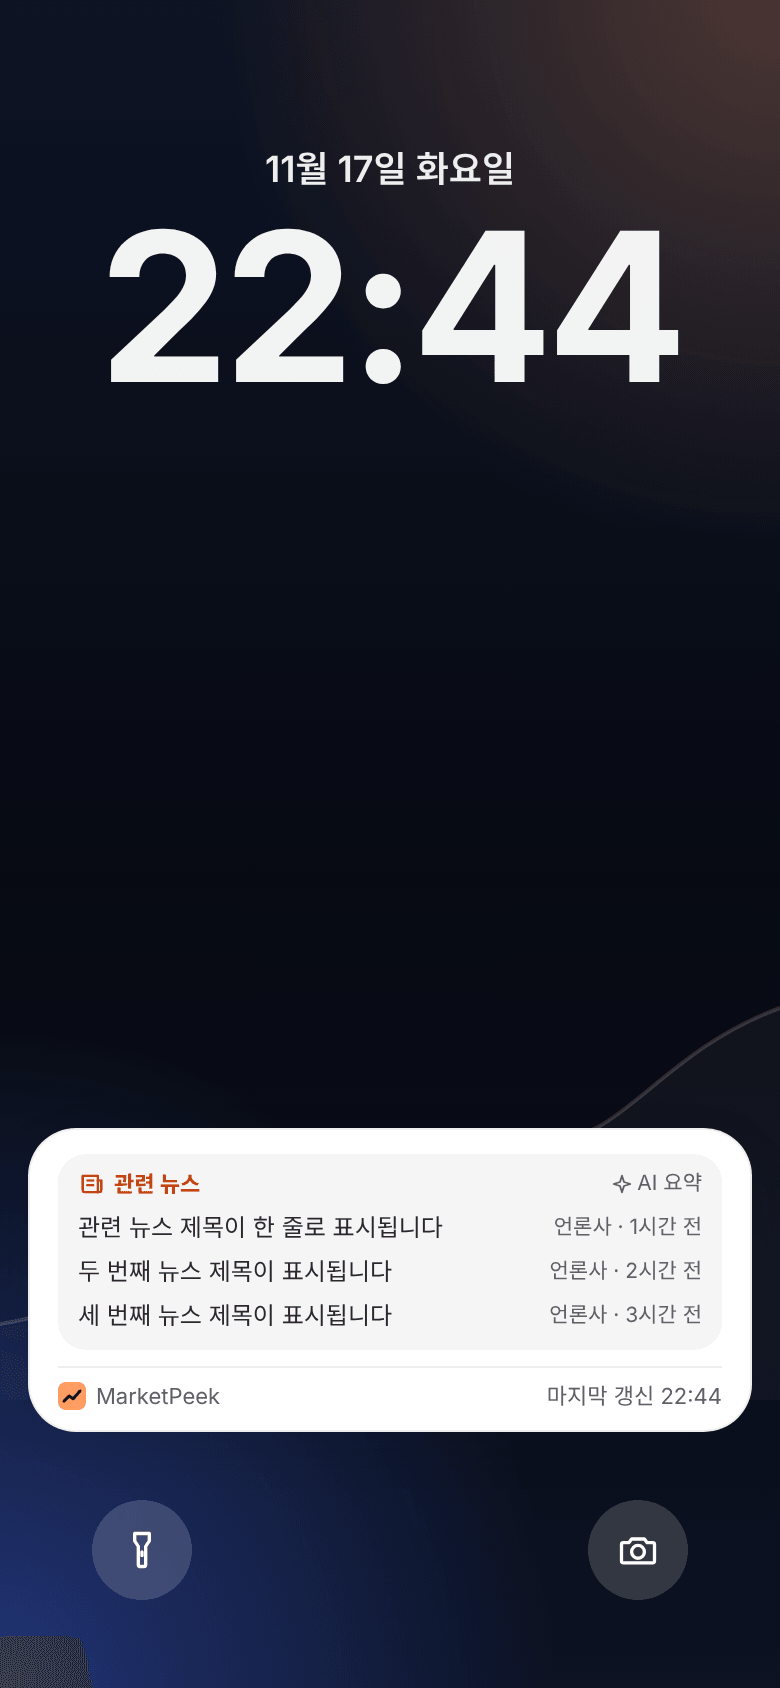 11월 17일 화요일
22:44
관련 뉴스 AI 요약
관련 뉴스 제목이 한 줄로 표시됩니다 언론사 · 1시간 전
두 번째 뉴스 제목이 표시됩니다 언론사 · 2시간 전
세 번째 뉴스 제목이 표시됩니다 언론사 · 3시간 전
MarketPeek 마지막 갱신 22:44